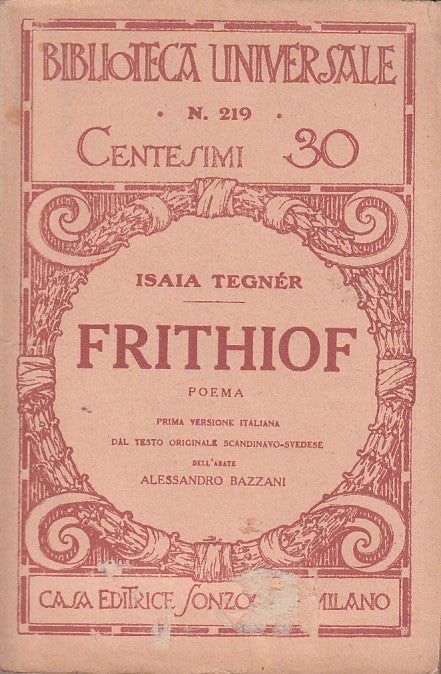 BIBLIOTECA UNIVERSALE
· N. 219 ·
CENTESIMI 30
ISAIA TEGNÉR
FRITHIOF
POEMA
PRIMA VERSIONE ITALIANA
DAL TESTO ORIGINALE SCANDINAVO-SVEDESE
DELL'ABATE
ALESSANDRO BAZZANI
CASA EDITRICE MILANO